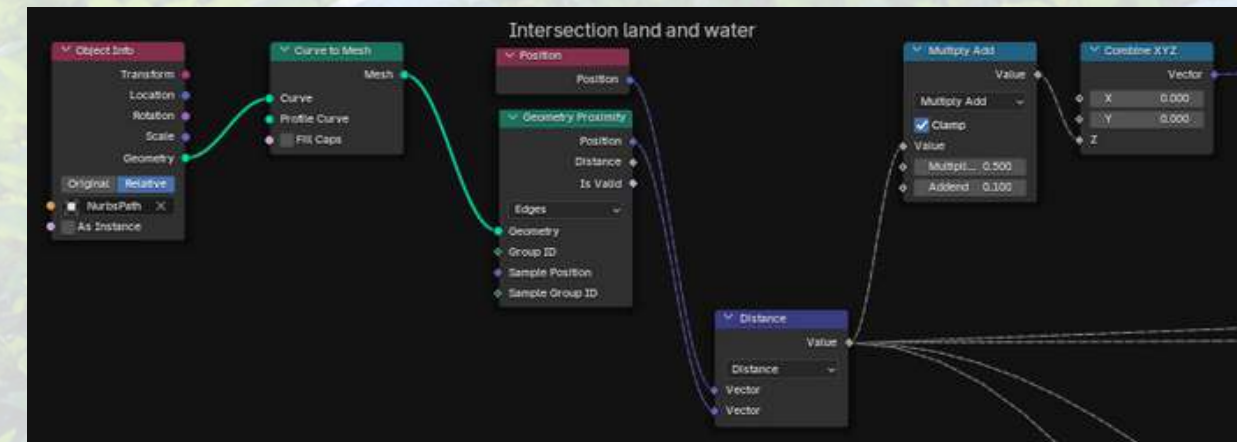 Intersection land and water
Object Info
Transform
Location
Rotation
Scale
Geometry
Original Relative
NurbsPath
As Instance
Curve to Mesh
Mesh
Curve
Profile Curve
Fill Caps
Position
Position
Geometry Proximity
Position
Distance
Is Valid
Edges
Geometry
Group ID
Sample Position
Sample Group ID
Distance
Value
Distance
Vector
Vector
Multiply Add
Value
Multiply Add
Clamp
Value
Multipli... 0.500
Addend 0.100
Combine XYZ
Vector
X 0.000
Y 0.000
Z